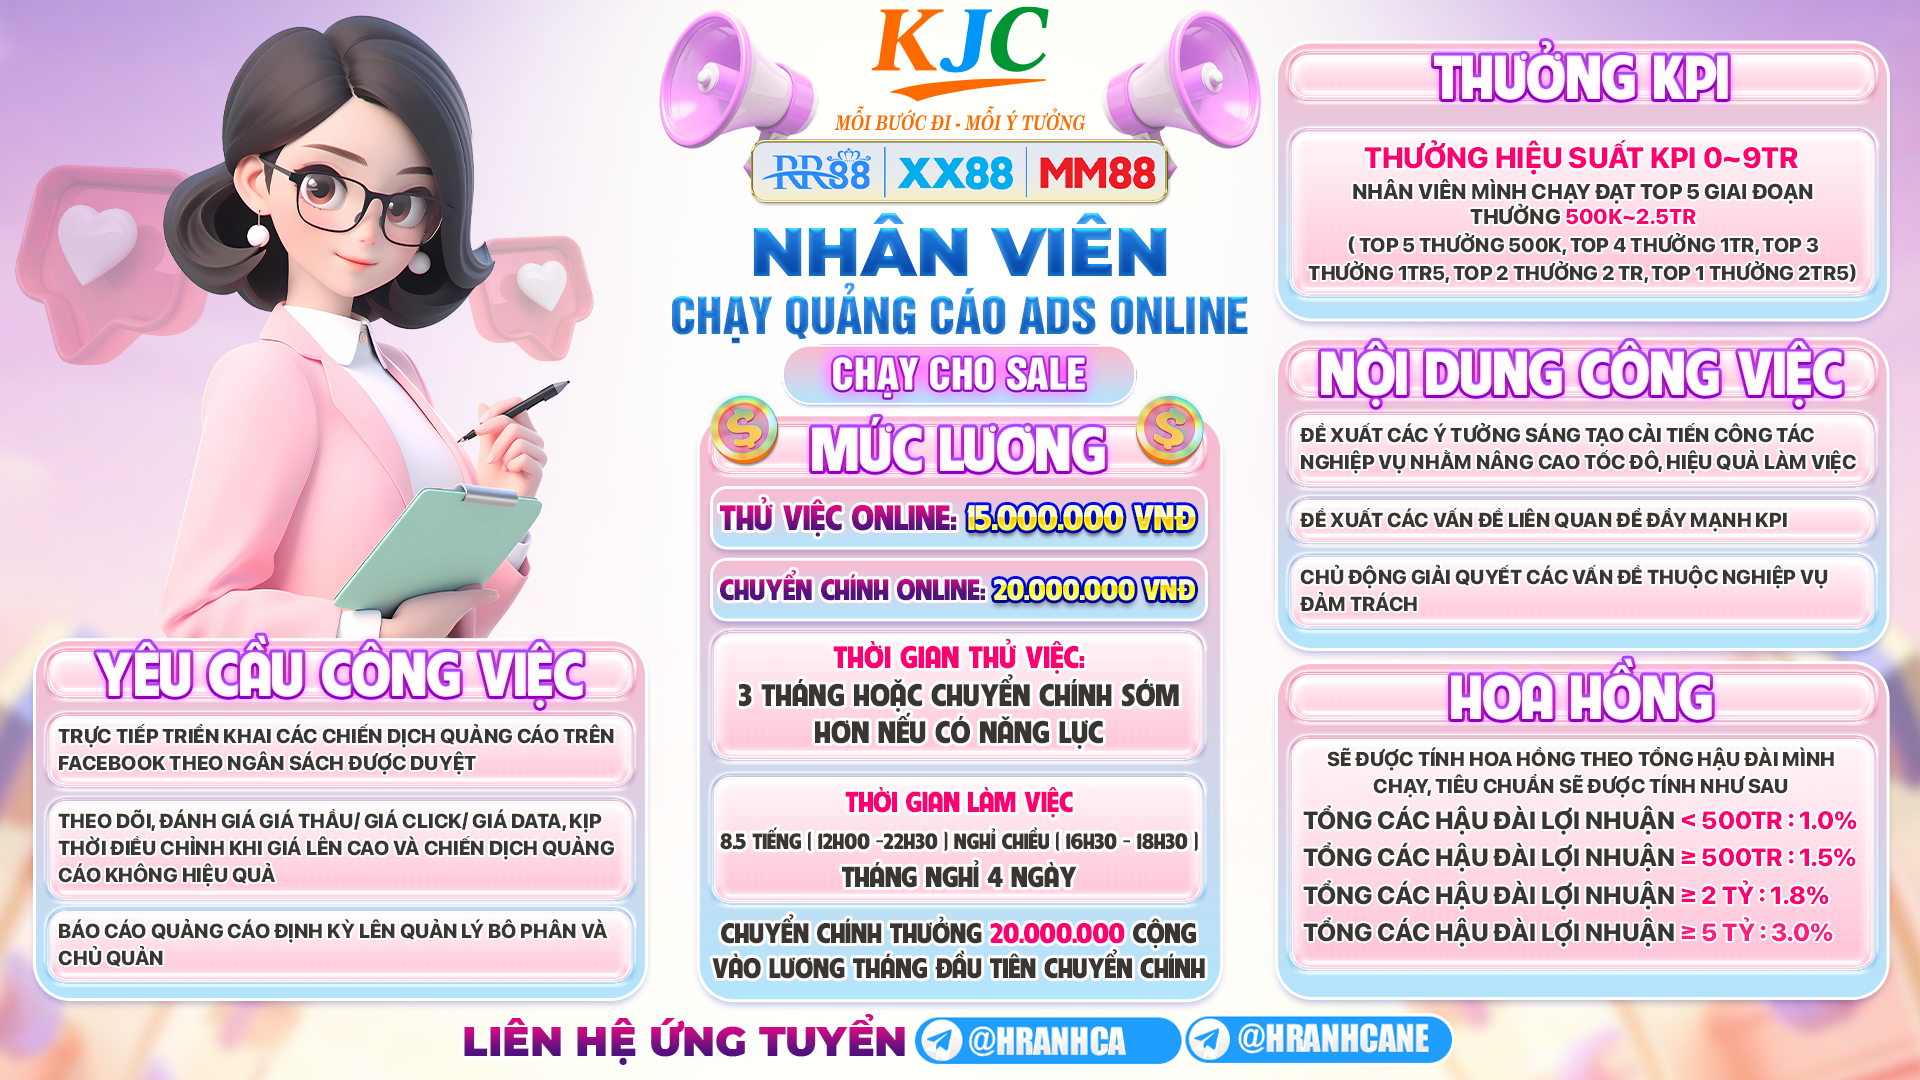 KJC
MỖI BƯỚC ĐI - MỖI Ý TƯỞNG
RR88 | XX88 | MM88
NHÂN VIÊN
CHẠY QUẢNG CÁO ADS ONLINE
CHẠY CHO SALE
MỨC LƯƠNG
THỬ VIỆC ONLINE: 15.000.000 VNĐ
CHUYỂN CHÍNH ONLINE: 20.000.000 VNĐ
THỜI GIAN THỬ VIỆC:
3 THÁNG HOẶC CHUYỂN CHÍNH SỚM
HƠN NẾU CÓ NĂNG LỰC
THỜI GIAN LÀM VIỆC
8.5 TIẾNG ( 12H00 -22H30 ) NGHỈ CHIỀU ( 16H30 - 18H30 )
THÁNG NGHỈ 4 NGÀY
CHUYỂN CHÍNH THƯỞNG 20.000.000 CỘNG
VÀO LƯƠNG THÁNG ĐẦU TIÊN CHUYỂN CHÍNH
YÊU CẦU CÔNG VIỆC
TRỰC TIẾP TRIỂN KHAI CÁC CHIẾN DỊCH QUẢNG CÁO TRÊN
FACEBOOK THEO NGÂN SÁCH ĐƯỢC DUYỆT
THEO DÕI, ĐÁNH GIÁ GIÁ THẦU/ GIÁ CLICK/ GIÁ DATA, KỊP
THỜI ĐIỀU CHỈNH KHI GIÁ LÊN CAO VÀ CHIẾN DỊCH QUẢNG
CÁO KHÔNG HIỆU QUẢ
BÁO CÁO QUẢNG CÁO ĐỊNH KỲ LÊN QUẢN LÝ BÔ PHÂN VÀ
CHỦ QUẢN
THƯỞNG KPI
THƯỞNG HIỆU SUẤT KPI 0~9TR
NHÂN VIÊN MÌNH CHẠY ĐẠT TOP 5 GIAI ĐOẠN
THƯỞNG 500K~2.5TR
( TOP 5 THƯỞNG 500K, TOP 4 THƯỞNG 1TR, TOP 3
THƯỞNG 1TR5, TOP 2 THƯỞNG 2 TR, TOP 1 THƯỞNG 2TR5)
NỘI DUNG CÔNG VIỆC
ĐỀ XUẤT CÁC Ý TƯỞNG SÁNG TẠO CẢI TIẾN CÔNG TÁC
NGHIỆP VỤ NHẰM NÂNG CAO TỐC ĐÔ, HIỆU QUẢ LÀM VIỆC
ĐỀ XUẤT CÁC VẤN ĐỀ LIÊN QUAN ĐỂ ĐẨY MẠNH KPI
CHỦ ĐỘNG GIẢI QUYẾT CÁC VẤN ĐỀ THUỘC NGHIỆP VỤ
ĐẢM TRÁCH
HOA HỒNG
SẼ ĐƯỢC TÍNH HOA HỒNG THEO TỔNG HẬU ĐÀI MÌNH
CHẠY, TIÊU CHUẨN SẼ ĐƯỢC TÍNH NHƯ SAU
TỔNG CÁC HẬU ĐÀI LỢI NHUẬN < 500TR : 1.0%
TỔNG CÁC HẬU ĐÀI LỢI NHUẬN ≥ 500TR : 1.5%
TỔNG CÁC HẬU ĐÀI LỢI NHUẬN ≥ 2 TỶ : 1.8%
TỔNG CÁC HẬU ĐÀI LỢI NHUẬN ≥ 5 TỶ : 3.0%
LIÊN HỆ ỨNG TUYỂN @HRANHCA @HRANHCANE